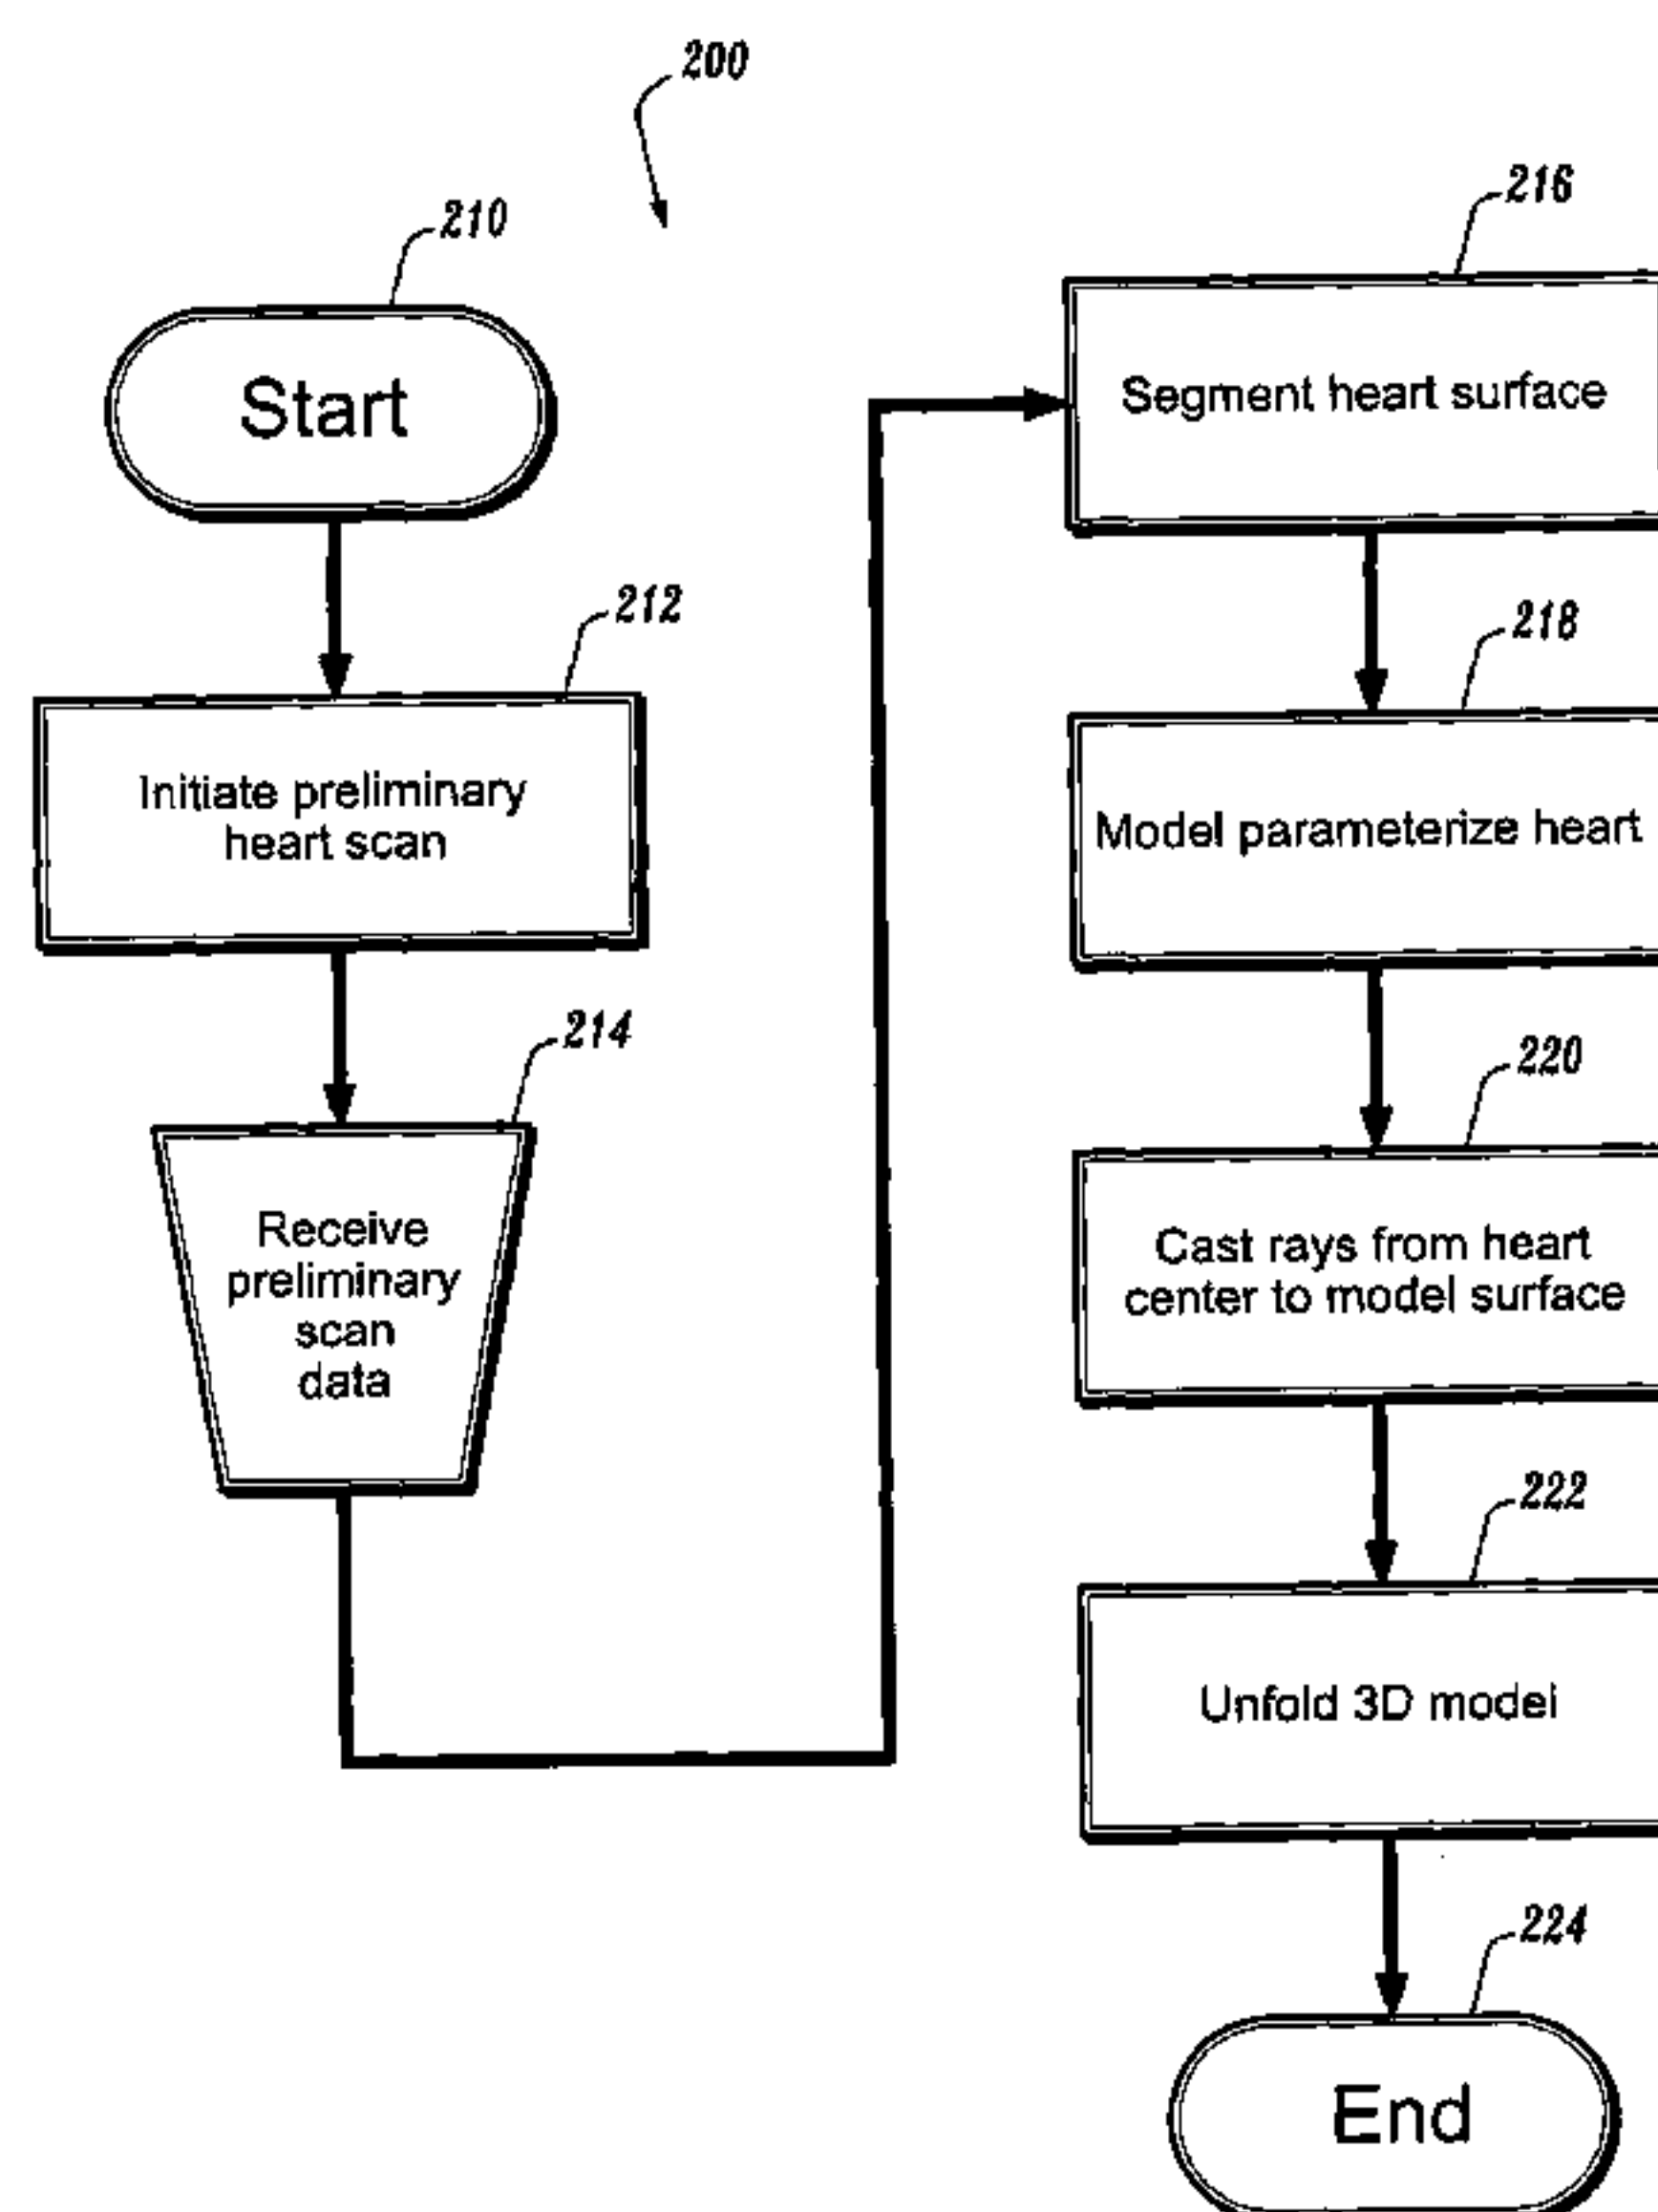 200
210
Start
212
Initiate preliminary
heart scan
214
Receive
preliminary
scan
data
216
Segment heart surface
218
Model parameterize heart
220
Cast rays from heart
center to model surface
222
Unfold 3D model
224
End